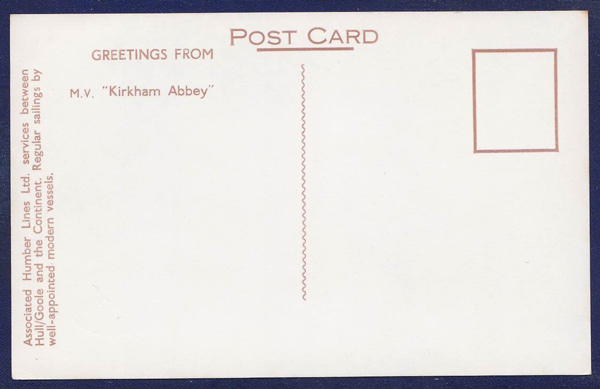 POST CARD
GREETINGS FROM
M.V. "Kirkham Abbey"
Associated Humber Lines Ltd. services between
Hull/Goole and the Continent. Regular sailings by
well-appointed modern vessels.